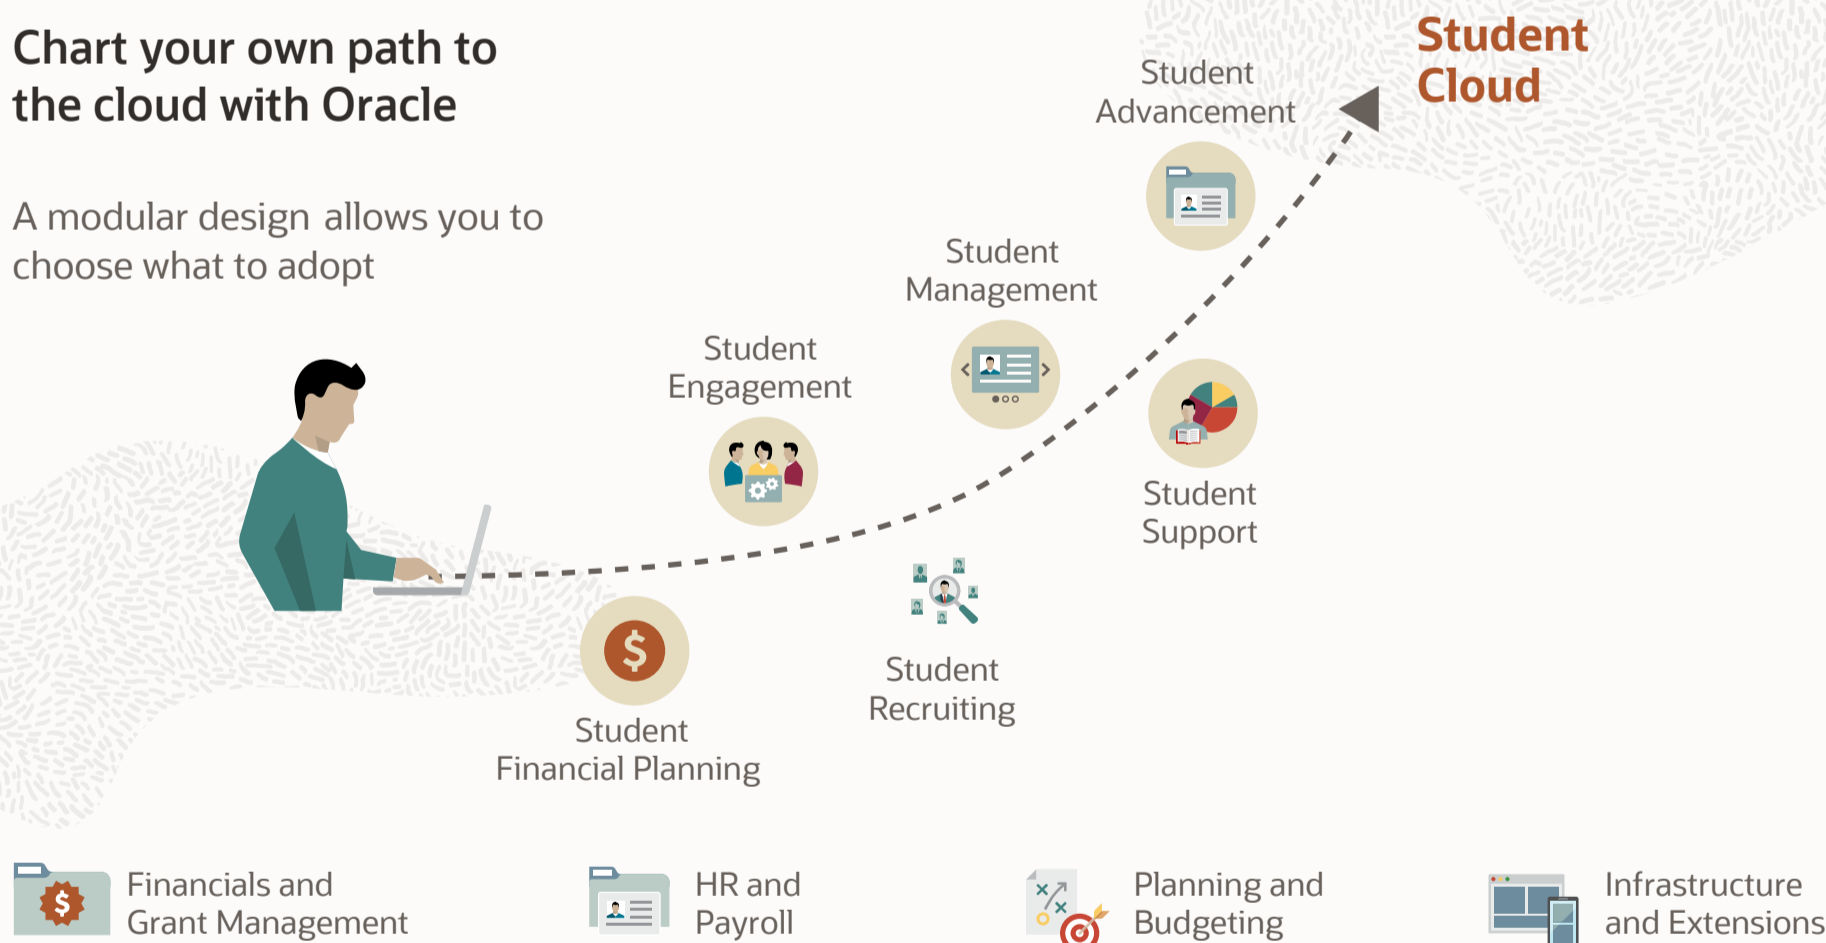 Chart your own path to
the cloud with Oracle
A modular design allows you to
choose what to adopt
Student
Cloud
Student
Advancement
Student
Management
Student
Engagement
Student
Support
Student
Recruiting
$
Student
Financial Planning
$
Financials and
Grant Management
HR and
Payroll
Planning and
Budgeting
Infrastructure
and Extensions